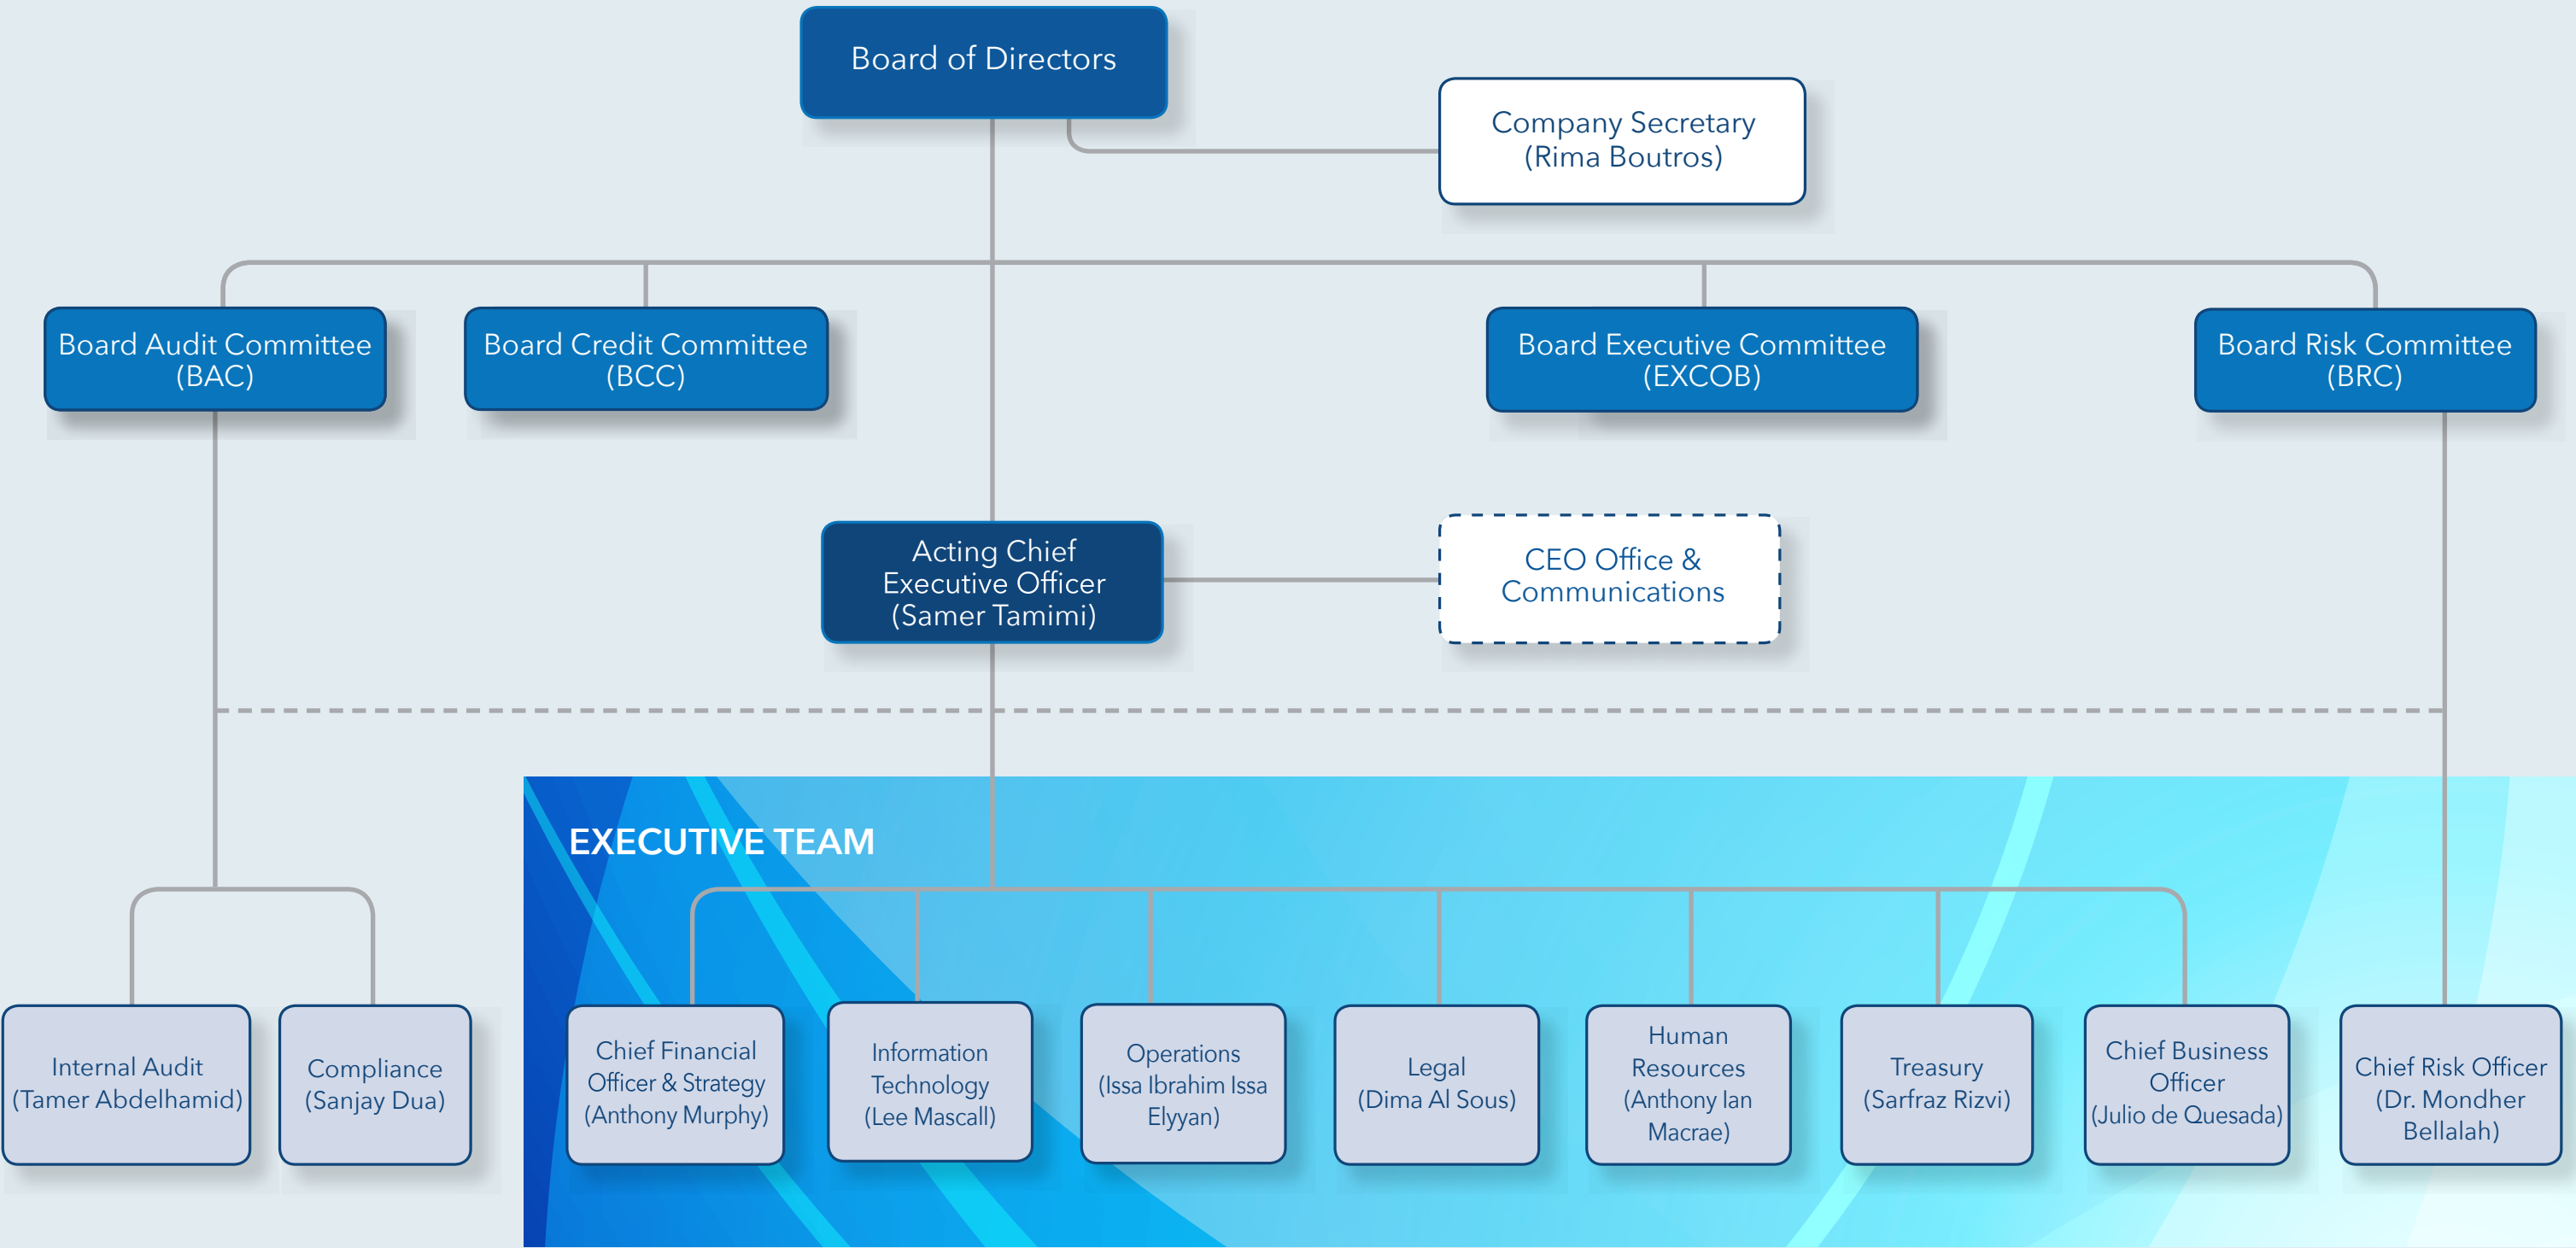 Board of Directors
Company Secretary
(Rima Boutros)
Board Audit Committee
(BAC)
Board Credit Committee
(BCC)
Board Executive Committee
(EXCOB)
Board Risk Committee
(BRC)
Acting Chief
Executive Officer
(Samer Tamimi)
CEO Office &
Communications
EXECUTIVE TEAM
Internal Audit
(Tamer Abdelhamid)
Compliance
(Sanjay Dua)
Chief Financial
Officer & Strategy
(Anthony Murphy)
Information
Technology
(Lee Mascall)
Operations
(Issa Ibrahim Issa
Elyyan)
Legal
(Dima Al Sous)
Human
Resources
(Anthony Ian
Macrae)
Treasury
(Sarfraz Rizvi)
Chief Business
Officer
(Julio de Quesada)
Chief Risk Officer
(Dr. Mondher
Bellalah)